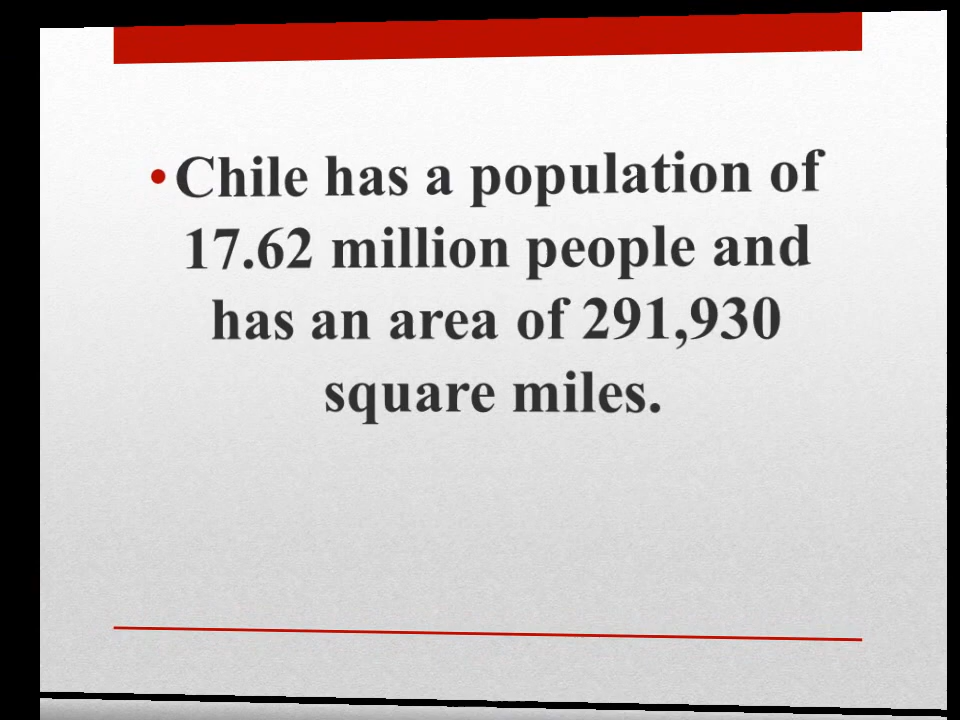 • Chile has a population of
17.62 million people and
has an area of 291,930
square miles.